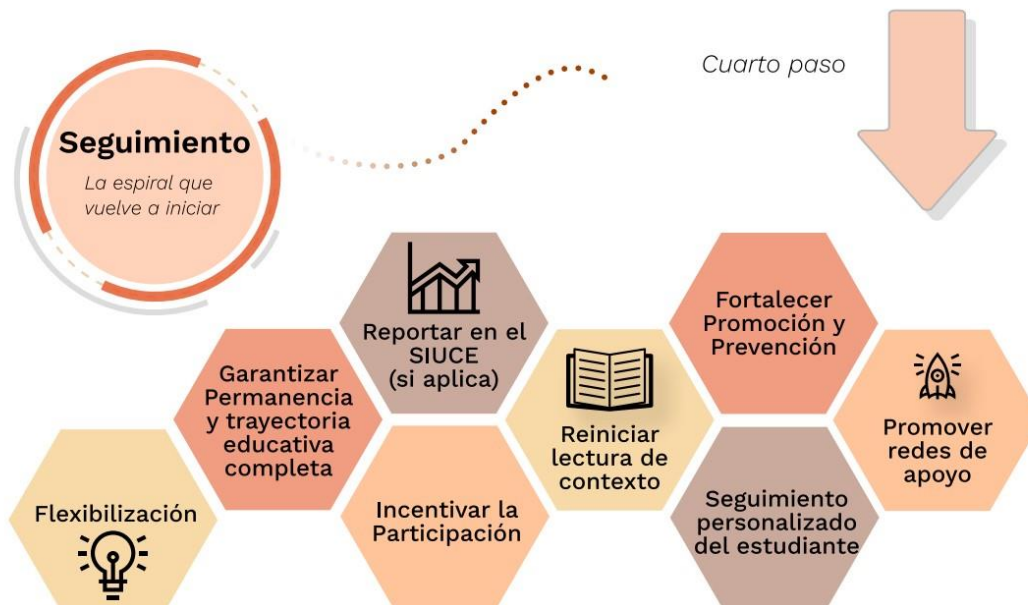 Cuarto paso
Seguimiento
La espiral que
vuelve a iniciar
Flexibilización
Garantizar
Permanencia
y trayectoria
educativa
completa
Reportar en el
SIUCE
(si aplica)
Incentivar la
Participación
Reiniciar
lectura de
contexto
Fortalecer
Promoción y
Prevención
Seguimiento
personalizado
del estudiante
Promover
redes de
apoyo